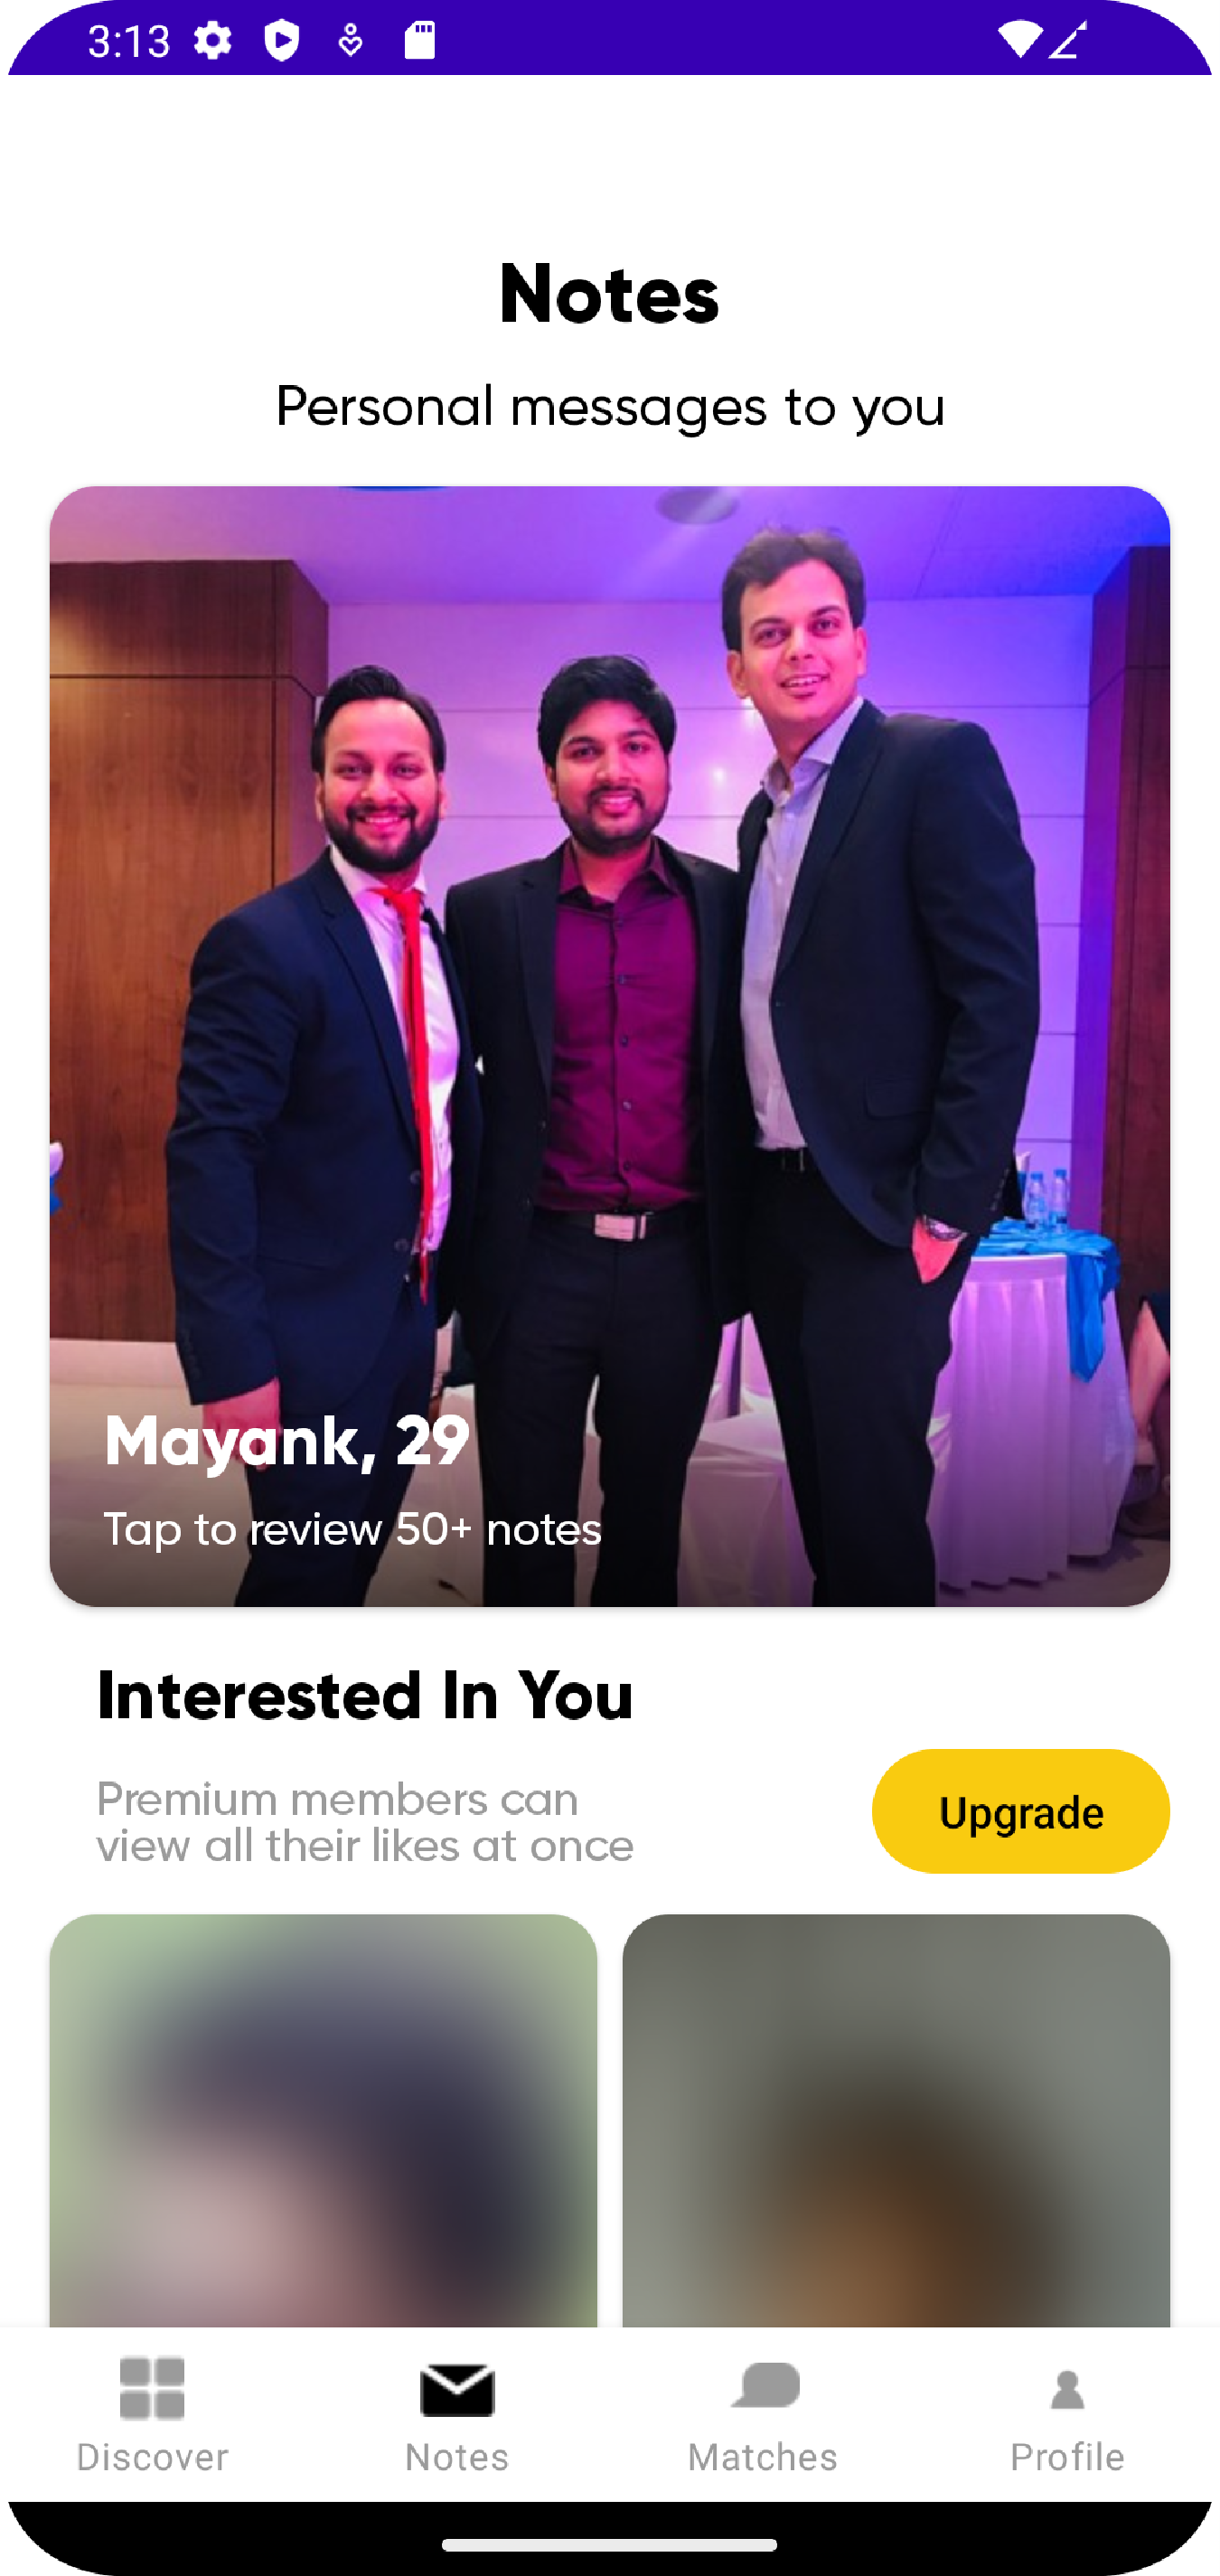 3:13
Notes
Personal messages to you
Mayank, 29
Tap to review 50+ notes
Interested In You
Premium members can
view all their likes at once
Upgrade
Discover
Notes
Matches
Profile